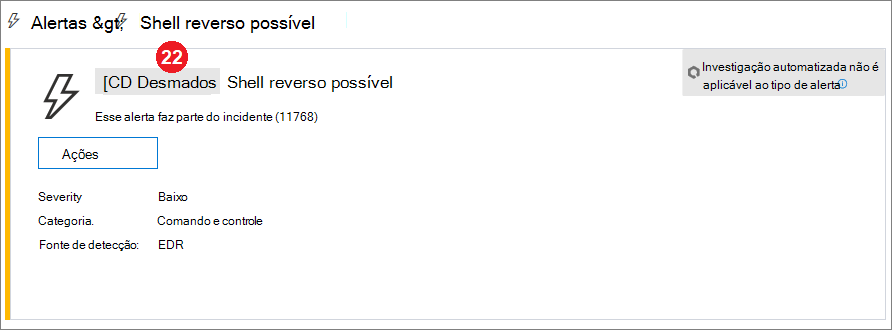 Alertas &gt; Shell reverso possível
22
[CD Desmados Shell reverso possível
Investigação automatizada não é
aplicável ao tipo de alerta
Esse alerta faz parte do incidente (11768)
Ações
Severity Baixo
Categoria. Comando e controle
Fonte de detecção: EDR